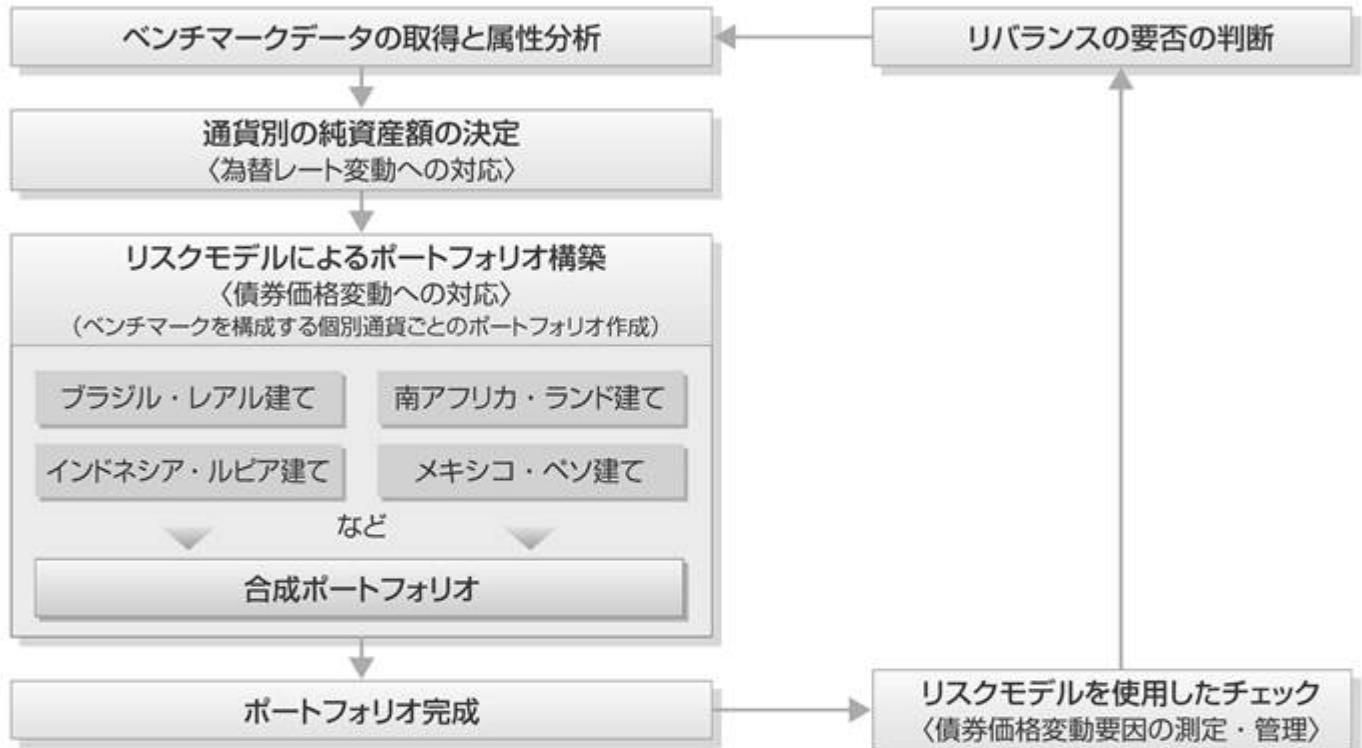 ベンチマークデータの取得と属性分析
リバランスの要否の判断
通貨別の純資産額の決定
〈為替レート変動への対応〉
リスクモデルによるポートフォリオ構築
〈債券価格変動への対応〉
（ベンチマークを構成する個別通貨ごとのポートフォリオ作成）
ブラジル・レアル建て
南アフリカ・ランド建て
インドネシア・ルピア建て
メキシコ・ペソ建て
など
合成ポートフォリオ
ポートフォリオ完成
リスクモデルを使用したチェック
〈債券価格変動要因の測定・管理〉